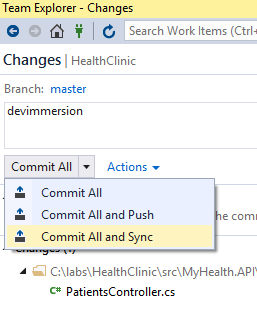 Team Explorer - Changes
Search Work Items (Ctrl+
Changes | HealthClinic
Branch: master
devimmersion
Commit All Actions
Commit All
Commit All and Push
the comm
Commit All and Sync
Changes (1)
C:\labs\HealthClinic\src\MyHealth.API\
C# PatientsController.cs